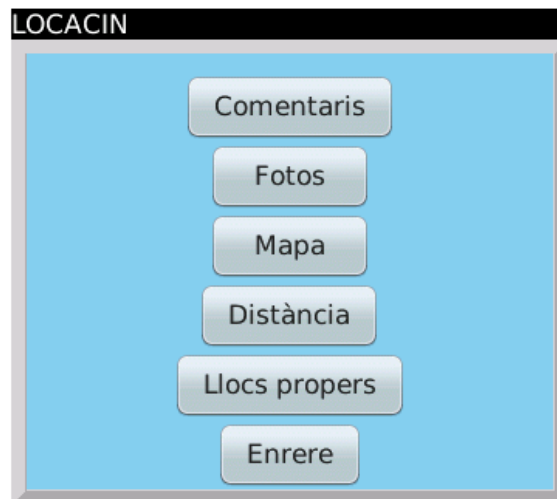 LOCACIN
Comentaris
Fotos
Mapa
Distància
Llocs propers
Enrere